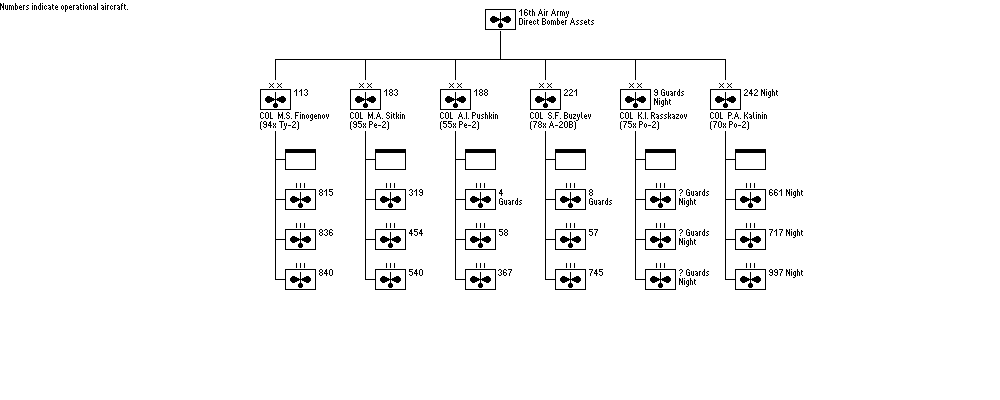 Numbers indicate operational aircraft.
16th Air Army
Direct Bomber Assets
XX
113
COL M.S. Finogenov
(94x Ty-2)
XX
183
COL M.A. Sitkin
(95x Pe-2)
XX
188
COL A.I. Pushkin
(55x Pe-2)
XX
221
COL S.F. Buzylev
(78x A-20B)
XX
9 Guards
Night
COL K.I. Rasskazov
(75x Po-2)
XX
242 Night
COL P.A. Kalinin
(70x Po-2)
III
815
III
836
III
840
III
319
III
454
III
540
III
4
Guards
III
58
III
367
III
8
Guards
III
57
III
745
III
? Guards
Night
III
? Guards
Night
III
? Guards
Night
III
661 Night
III
717 Night
III
997 Night